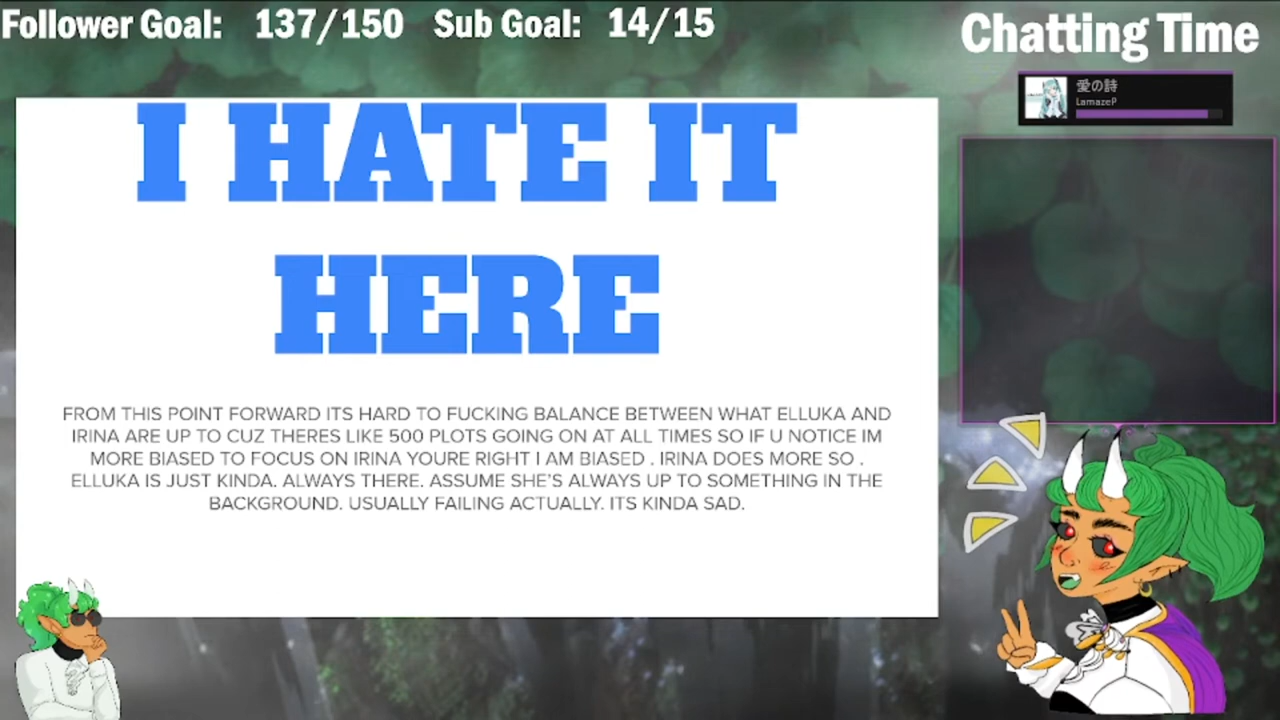 Follower Goal: 137/150 Sub Goal: 14/15
Chatting Time
愛の詩
LamazeP
I HATE IT
HERE
FROM THIS POINT FORWARD ITS HARD TO FUCKING BALANCE BETWEEN WHAT ELLUKA AND
IRINA ARE UP TO CUZ THERES LIKE 500 PLOTS GOING ON AT ALL TIMES SO IF U NOTICE IM
MORE BIASED TO FOCUS ON IRINA YOURE RIGHT I AM BIASED . IRINA DOES MORE SO .
ELLUKA IS JUST KINDA. ALWAYS THERE. ASSUME SHE'S ALWAYS UP TO SOMETHING IN THE
BACKGROUND. USUALLY FAILING ACTUALLY. ITS KINDA SAD.